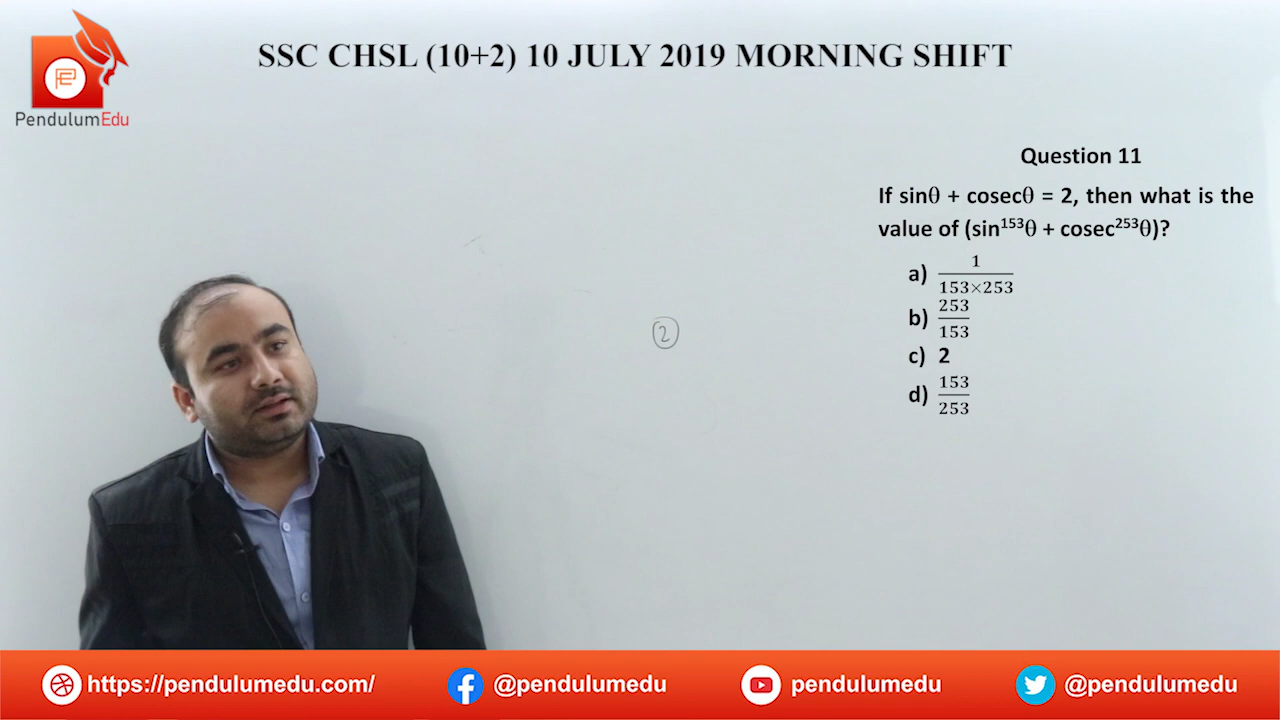 SSC CHSL (10+2) 10 JULY 2019 MORNING SHIFT
PendulumEdu
Question 11
If sinθ + cosecθ = 2, then what is the
value of (sin¹⁵³θ + cosec²⁵³θ)?
a) 1/153×253
b) 253/153
c) 2
d) 153/253
2
https://pendulumedu.com/
@pendulumedu
pendulumedu
@pendulumedu